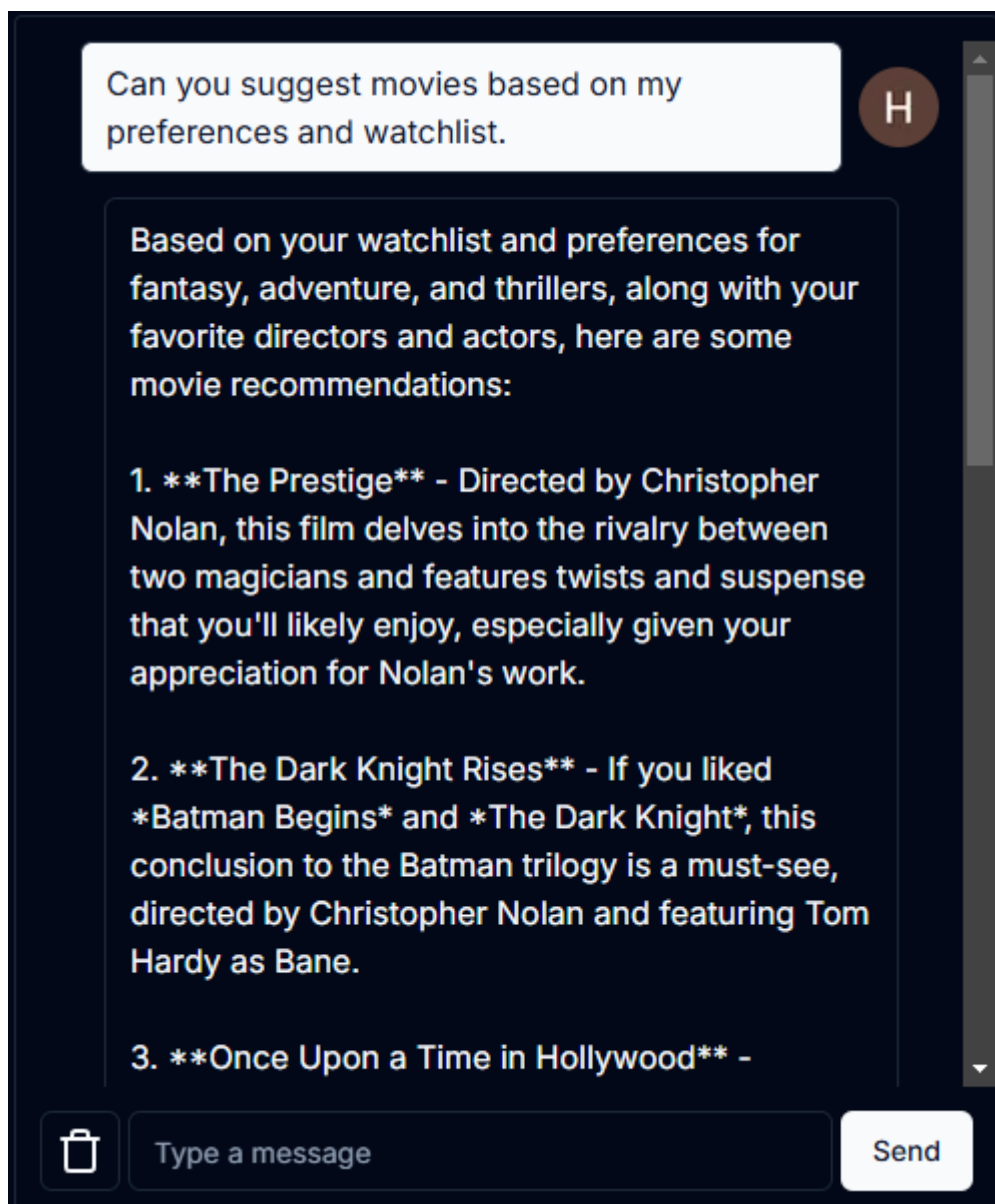 Can you suggest movies based on my
preferences and watchlist.
H
Based on your watchlist and preferences for
fantasy, adventure, and thrillers, along with your
favorite directors and actors, here are some
movie recommendations:
1. **The Prestige** - Directed by Christopher
Nolan, this film delves into the rivalry between
two magicians and features twists and suspense
that you'll likely enjoy, especially given your
appreciation for Nolan's work.
2. **The Dark Knight Rises** - If you liked
*Batman Begins* and *The Dark Knight*, this
conclusion to the Batman trilogy is a must-see,
directed by Christopher Nolan and featuring Tom
Hardy as Bane.
3. **Once Upon a Time in Hollywood** -
Type a message
Send